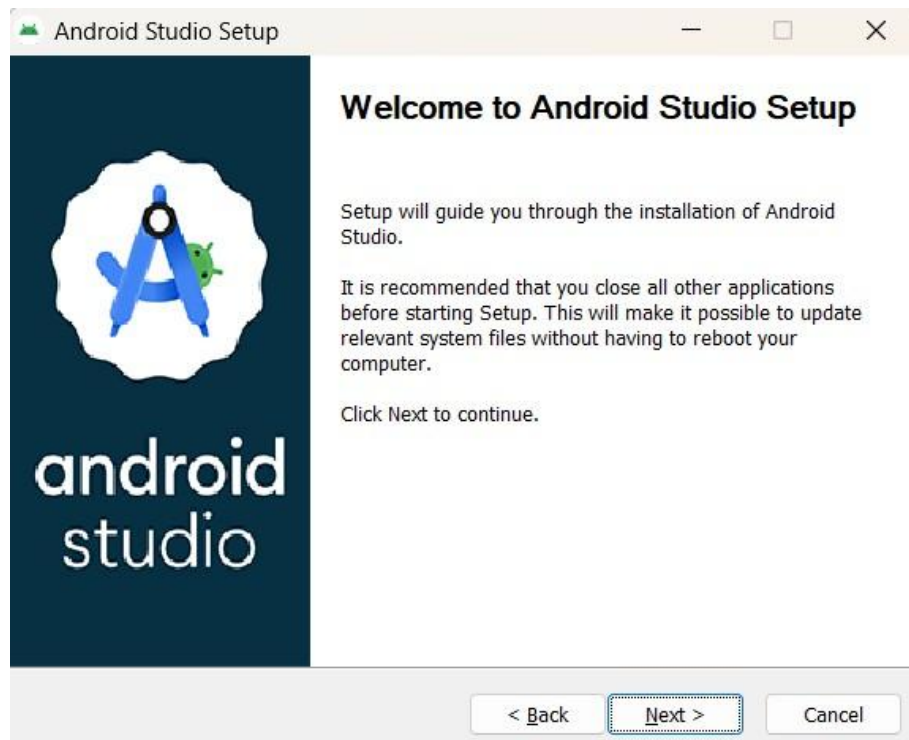 Android Studio Setup
Welcome to Android Studio Setup
Setup will guide you through the installation of Android
Studio.
It is recommended that you close all other applications
before starting Setup. This will make it possible to update
relevant system files without having to reboot your
computer.
Click Next to continue.
android
studio
< Back
Next >
Cancel